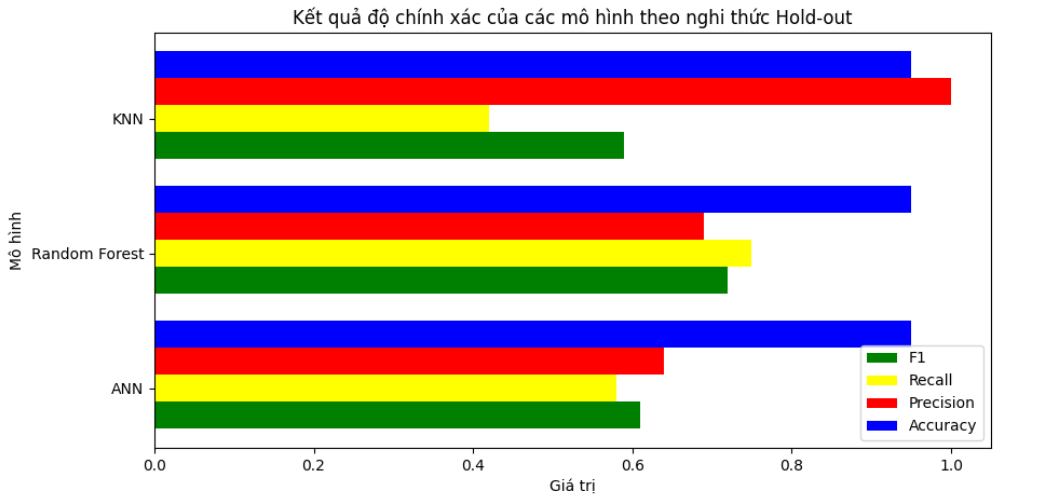 Kết quả độ chính xác của các mô hình theo nghi thức Hold-out
Mô hình
KNN
Random Forest
ANN
F1
Recall
Precision
Accuracy
0.0 0.2 0.4 0.6 0.8 1.0
Giá trị